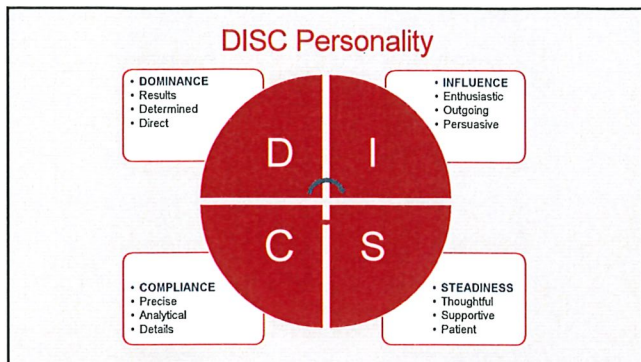 DISC Personality
• DOMINANCE
• Results
• Determined
• Direct
• INFLUENCE
• Enthusiastic
• Outgoing
• Persuasive
D
I
C
S
• COMPLIANCE
• Precise
• Analytical
• Details
• STEADINESS
• Thoughtful
• Supportive
• Patient